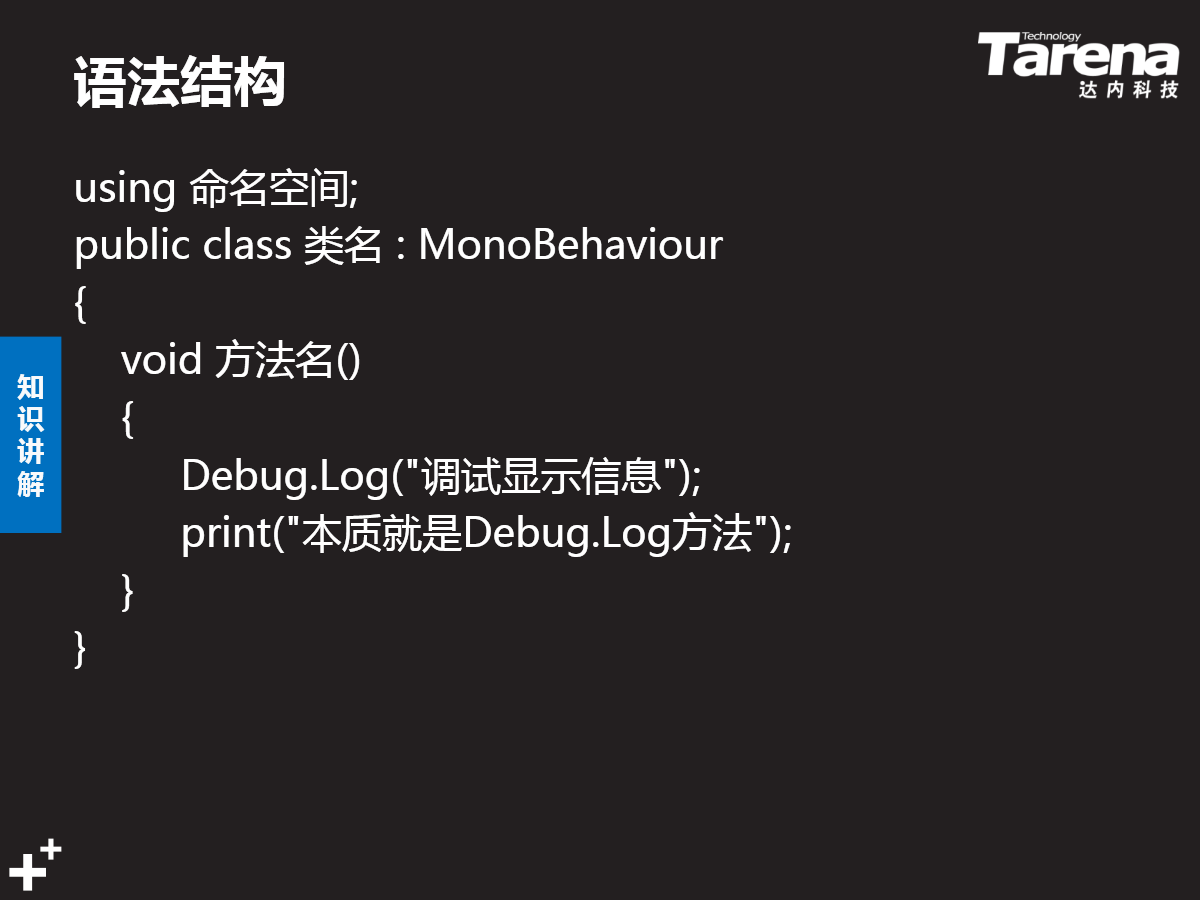 语法结构
Technology
Tarena
达内科技
using 命名空间;
public class 类名 : MonoBehaviour
{
void 方法名()
{
Debug.Log("调试显示信息");
print("本质就是Debug.Log方法");
}
}
知识讲解